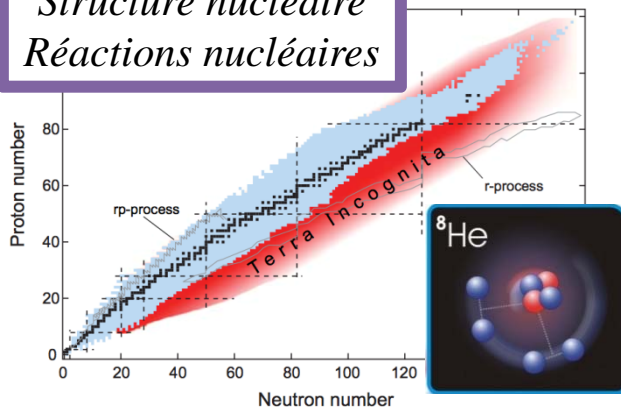 Structure nucléaire
Réactions nucléaires
Proton number
80
60
40
20
0
rp-process
Terra Incognita
r-process
8He
0
20
40
60
80
100
120
Neutron number